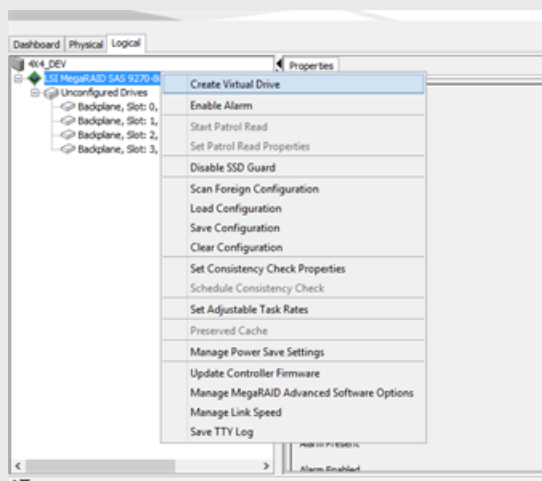 Dashboard Physical Logical
4X4_DEV
LSI MegaRAID SAS 9270-8
Unconfigured Drives
Backplane, Slot: 0,
Backplane, Slot: 1,
Backplane, Slot: 2,
Backplane, Slot: 3,
Properties
Create Virtual Drive
Enable Alarm
Start Patrol Read
Set Patrol Read Properties
Disable SSD Guard
Scan Foreign Configuration
Load Configuration
Save Configuration
Clear Configuration
Set Consistency Check Properties
Schedule Consistency Check
Set Adjustable Task Rates
Preserved Cache
Manage Power Save Settings
Update Controller Firmware
Manage MegaRAID Advanced Software Options
Manage Link Speed
Save TTY Log
Alarm Present
Alarm Enabled